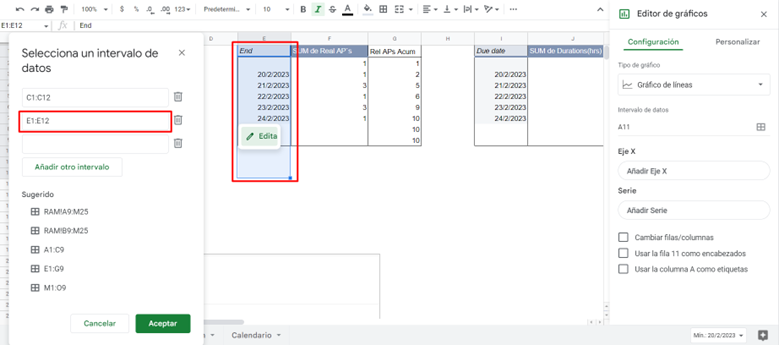 100%
$
%
.0
.00
123
Predetermi...
10
B
I
S
A
E1:E12
fx
End
Selecciona un intervalo de
datos
C1:C12
E1:E12
Añadir otro intervalo
Sugerido
RAM!A9:M25
RAM!B9:M25
A1:C9
E1:G9
M1:O9
Cancelar
Aceptar
D
E
F
G
H
I
J
End
SUM de Real AP's
Rel APs Acum
Due date
SUM de Durations(hrs)
1
1
20/2/2023
1
2
20/2/2023
21/2/2023
3
5
21/2/2023
22/2/2023
1
6
22/2/2023
23/2/2023
3
9
23/2/2023
24/2/2023
1
10
24/2/2023
10
10
Edita
Calendario
Editor de gráficos
Configuración
Personalizar
Tipo de gráfico
Gráfico de líneas
Intervalo de datos
A11
Eje X
Añadir Eje X
Serie
Añadir Serie
Cambiar filas/columnas
Usar la fila 11 como encabezados
Usar la columna A como etiquetas
Mín.: 20/2/2023